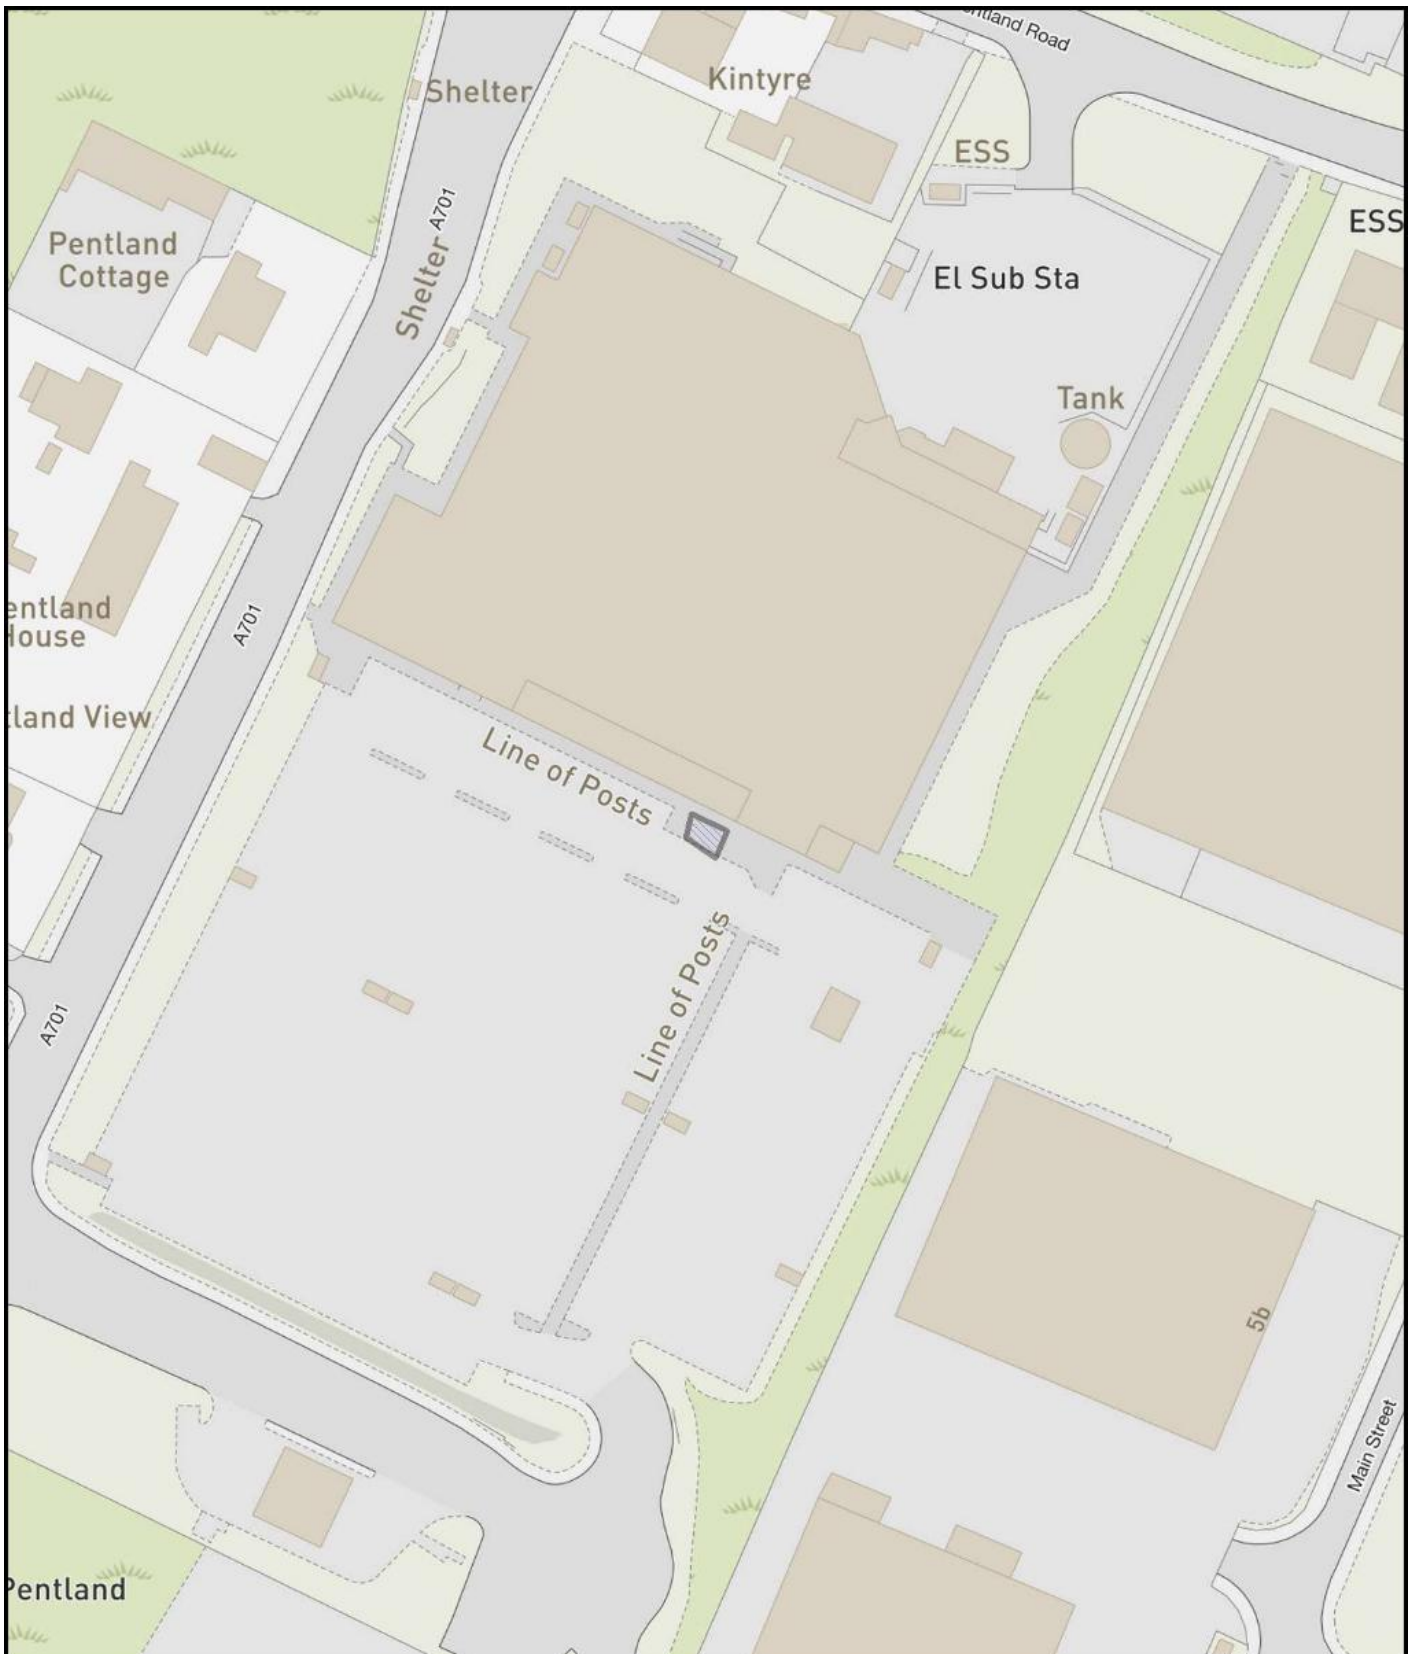 ntland Road
Shelter
Kintyre
ESS
A701
ESS
Pentland
Cottage
Shelter
El Sub Sta
Tank
entland
House
A701
tland View
Line of Posts
Line of Posts
A701
5b
Main Street
Pentland